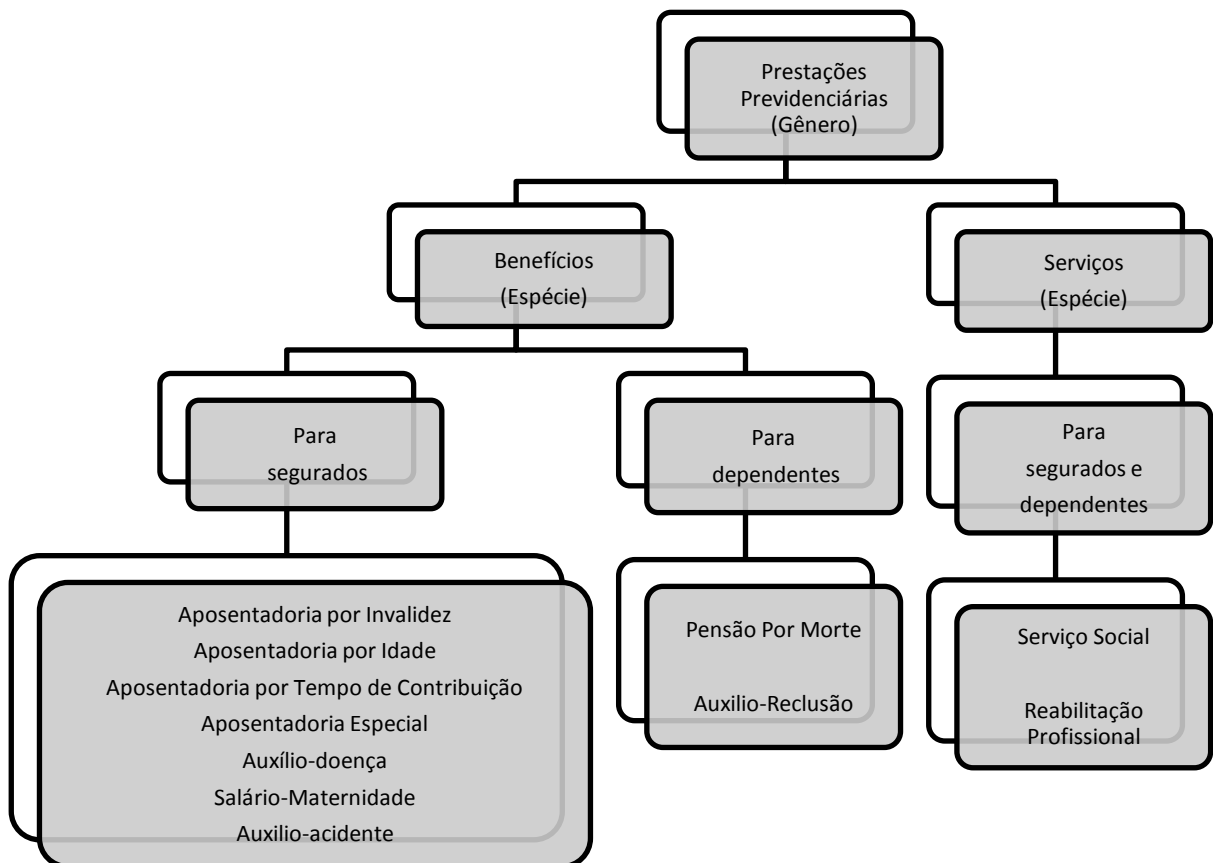 Prestações
Previdenciárias
(Gênero)
Benefícios
(Espécie)
Serviços
(Espécie)
Para
segurados
Para
dependentes
Para
segurados e
dependentes
Aposentadoria por Invalidez
Aposentadoria por Idade
Aposentadoria por Tempo de Contribuição
Aposentadoria Especial
Auxílio-doença
Salário-Maternidade
Auxilio-acidente
Pensão Por Morte
Auxilio-Reclusão
Serviço Social
Reabilitação
Profissional